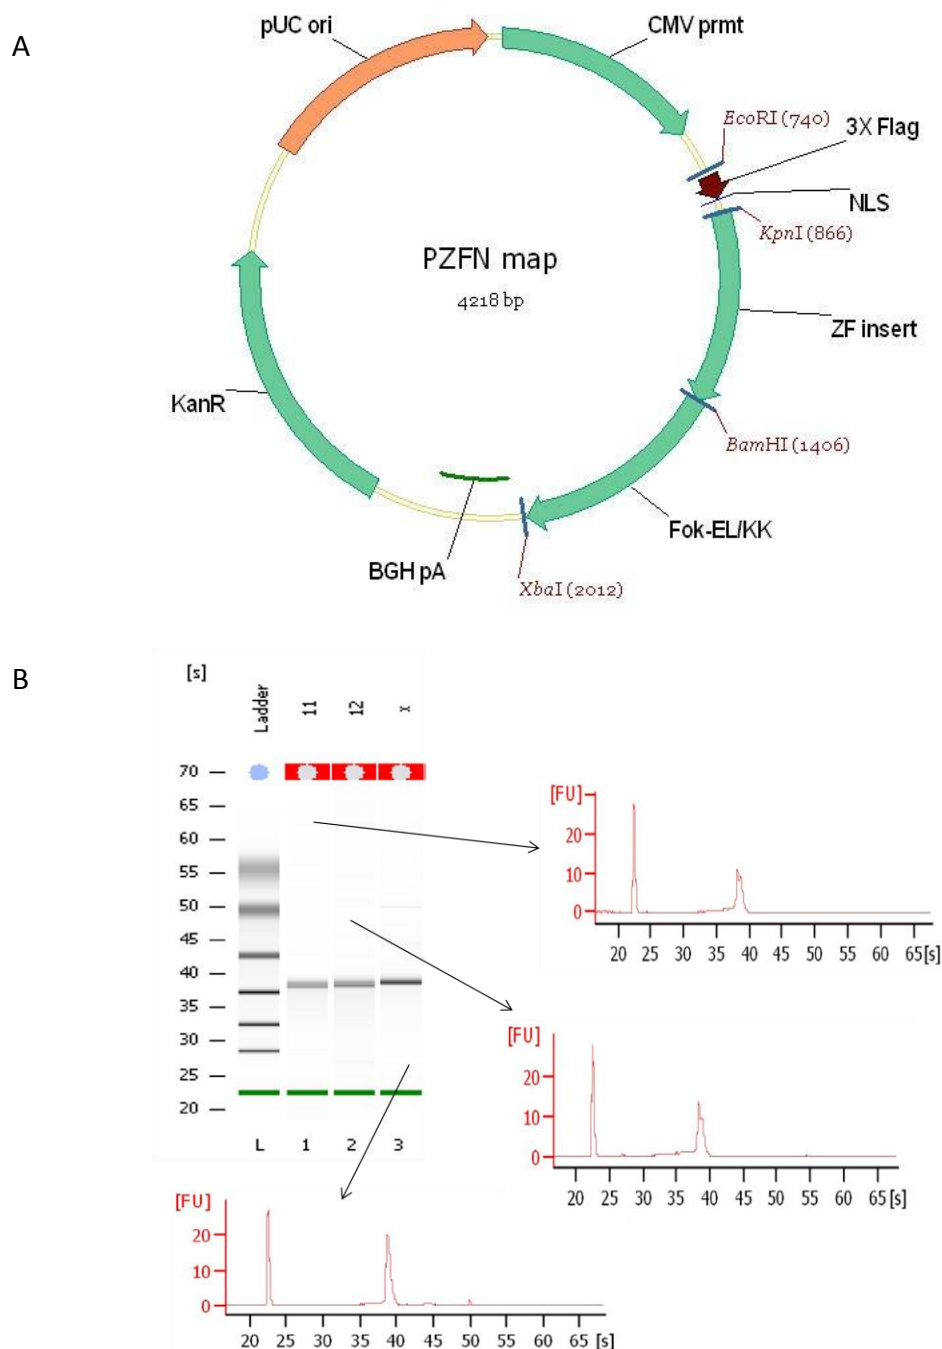 A
pUC ori
CMV prmt
EcoRI (740)
3X Flag
NLS
KpnI (866)
PZFN map
4218 bp
ZF insert
KanR
BamHI (1406)
Fok-EL/KK
BGH pA
XbaI (2012)
B
[s]
Ladder
11
12
x
70
65
60
55
50
45
40
35
30
25
20
L 1 2 3
[FU]
20
10
0
20 25 30 35 40 45 50 55 60 65 [s]
[FU]
20
10
0
20 25 30 35 40 45 50 55 60 65 [s]
[FU]
20
10
0
20 25 30 35 40 45 50 55 60 65 [s]